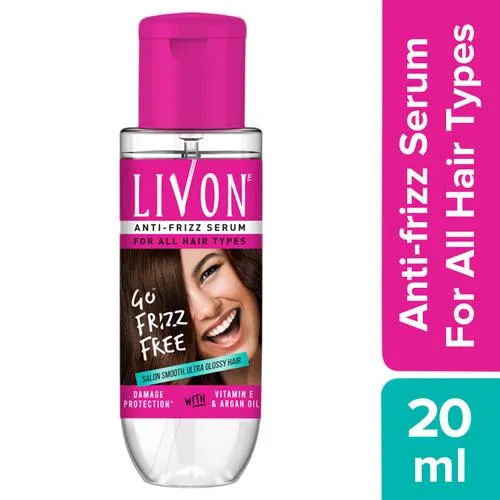 LIVON
ANTI-FRIZZ SERUM
FOR ALL HAIR TYPES
GO
FRIZZ
FREE
SALON SMOOTH, ULTRA GLOSSY HAIR
DAMAGE
PROTECTION*
WITH
VITAMIN E
& ARGAN OIL
Anti-frizz Serum
For All Hair Types
20
ml